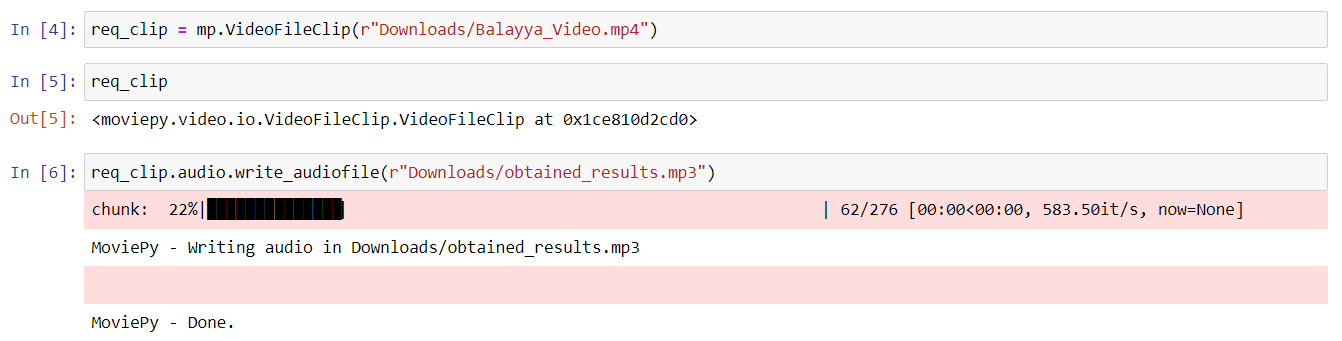 In [4]: req_clip = mp.VideoFileClip(r"Downloads/Balayya_Video.mp4")
In [5]: req_clip
Out[5]: <moviepy.video.io.VideoFileClip.VideoFileClip at 0x1ce810d2cd0>
In [6]: req_clip.audio.write_audiofile(r"Downloads/obtained_results.mp3")
chunk:  22%|██████████████| | 62/276 [00:00<00:00, 583.50it/s, now=None]
MoviePy - Writing audio in Downloads/obtained_results.mp3
MoviePy - Done.